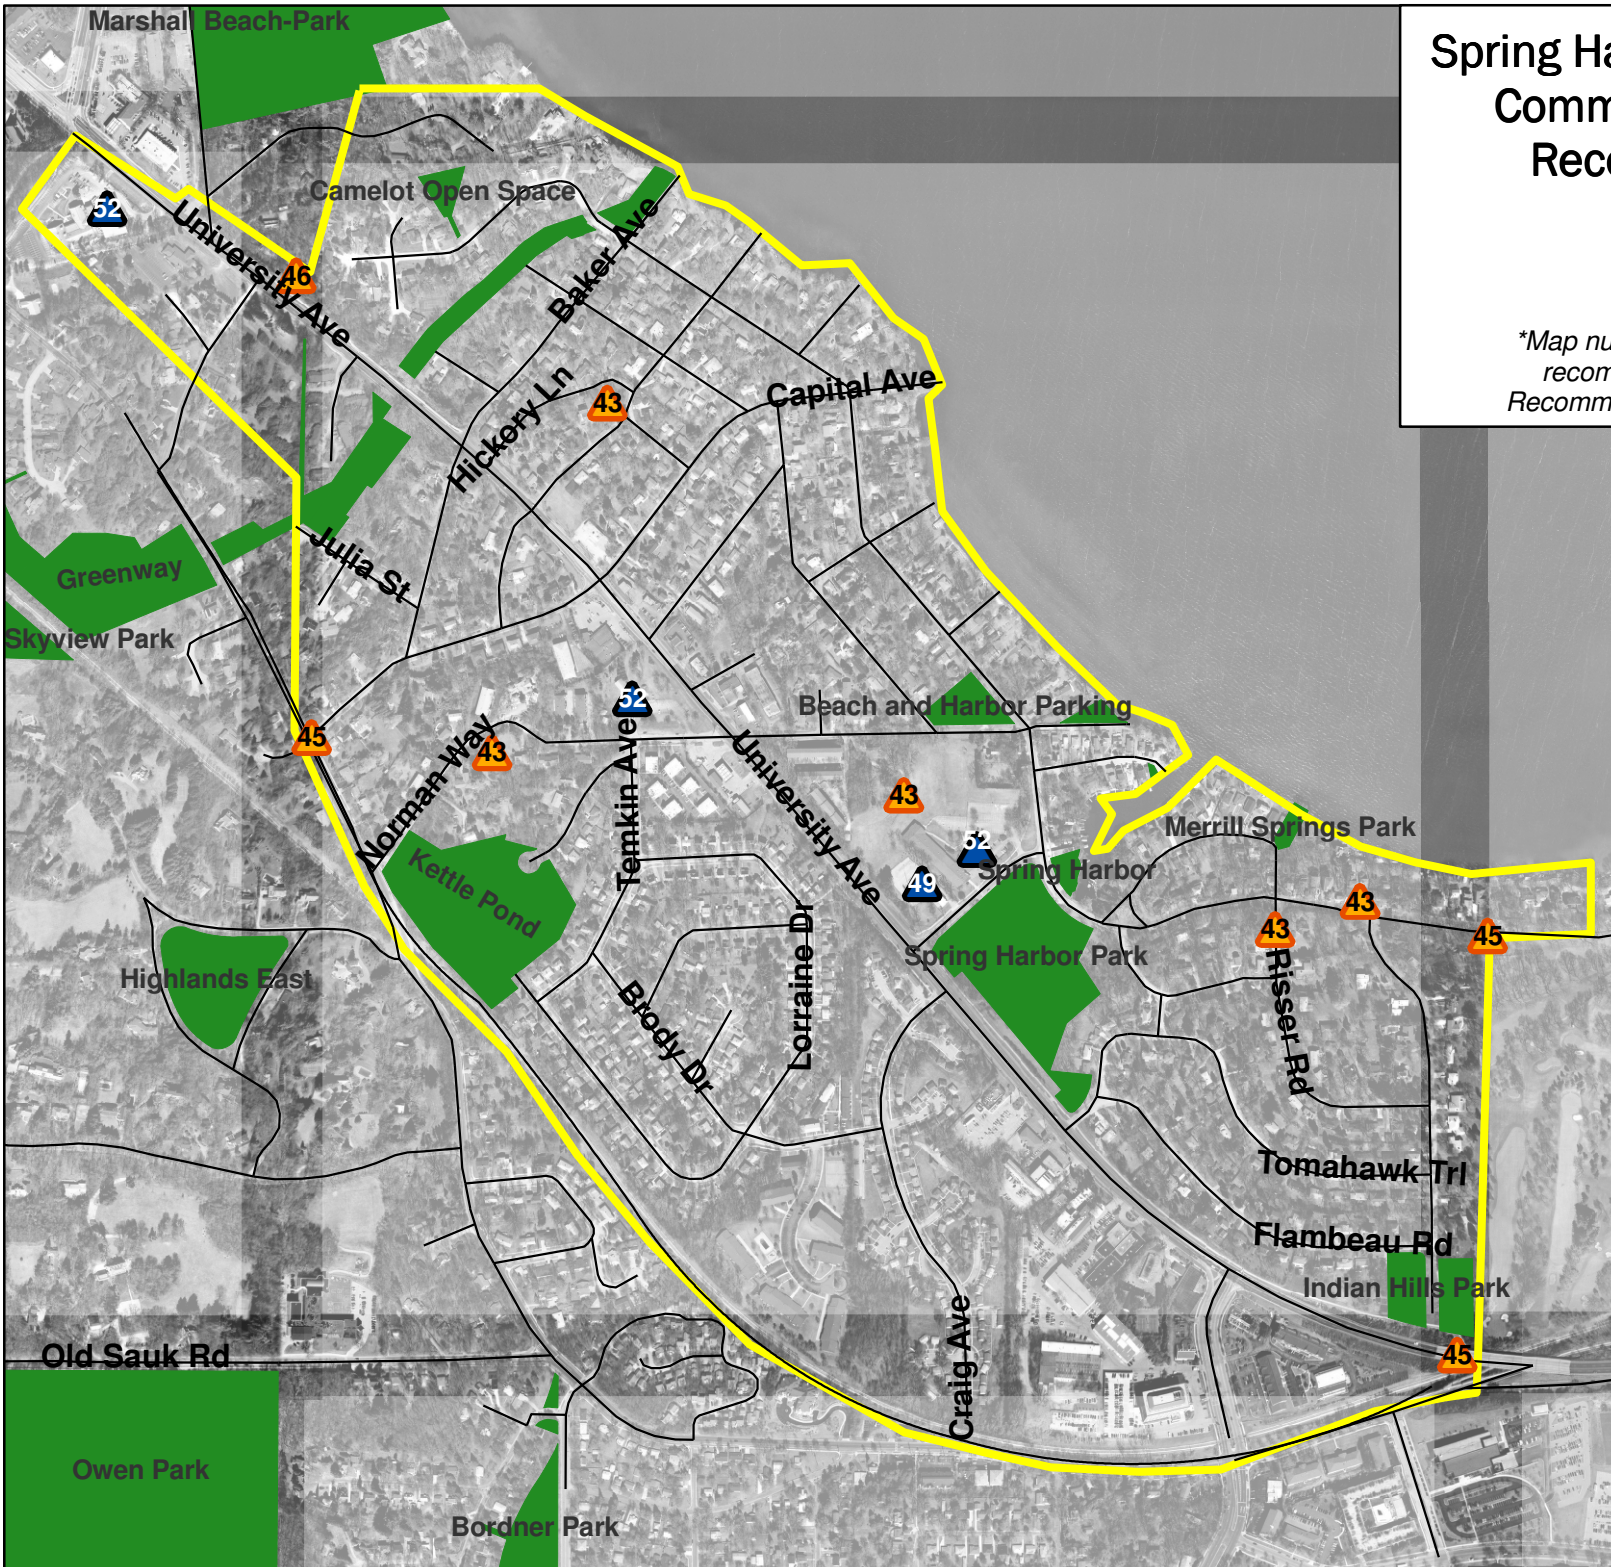 Marshall Beach-Park
Spring Ha
Comm
Reco
*Map nu
recom
Recomm
Camelot Open Space
52
University Ave
46
Baker Ave
Capital Ave
43
Hickory Ln
Julia St
Greenway
Skyview Park
52
Beach and Harbor Parking
45
Norman Way
43
Temkin Ave
University Ave
43
Merrill Springs Park
52
Spring Harbor
49
Kettle Pond
43
43
45
Lorraine Dr
Spring Harbor Park
Highlands East
Brody Dr
Risser Rd
Tomahawk Trl
Flambeau Rd
Indian Hills Park
Old Sauk Rd
Craig Ave
45
Owen Park
Bordner Park